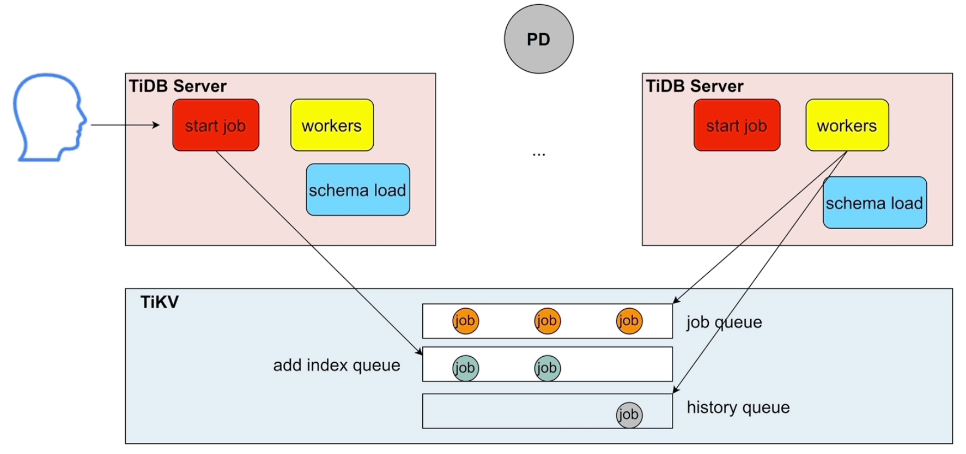 PD
TiDB Server
start job
workers
schema load
...
TiDB Server
start job
workers
schema load
TiKV
job job job
job queue
add index queue
job job
job
history queue